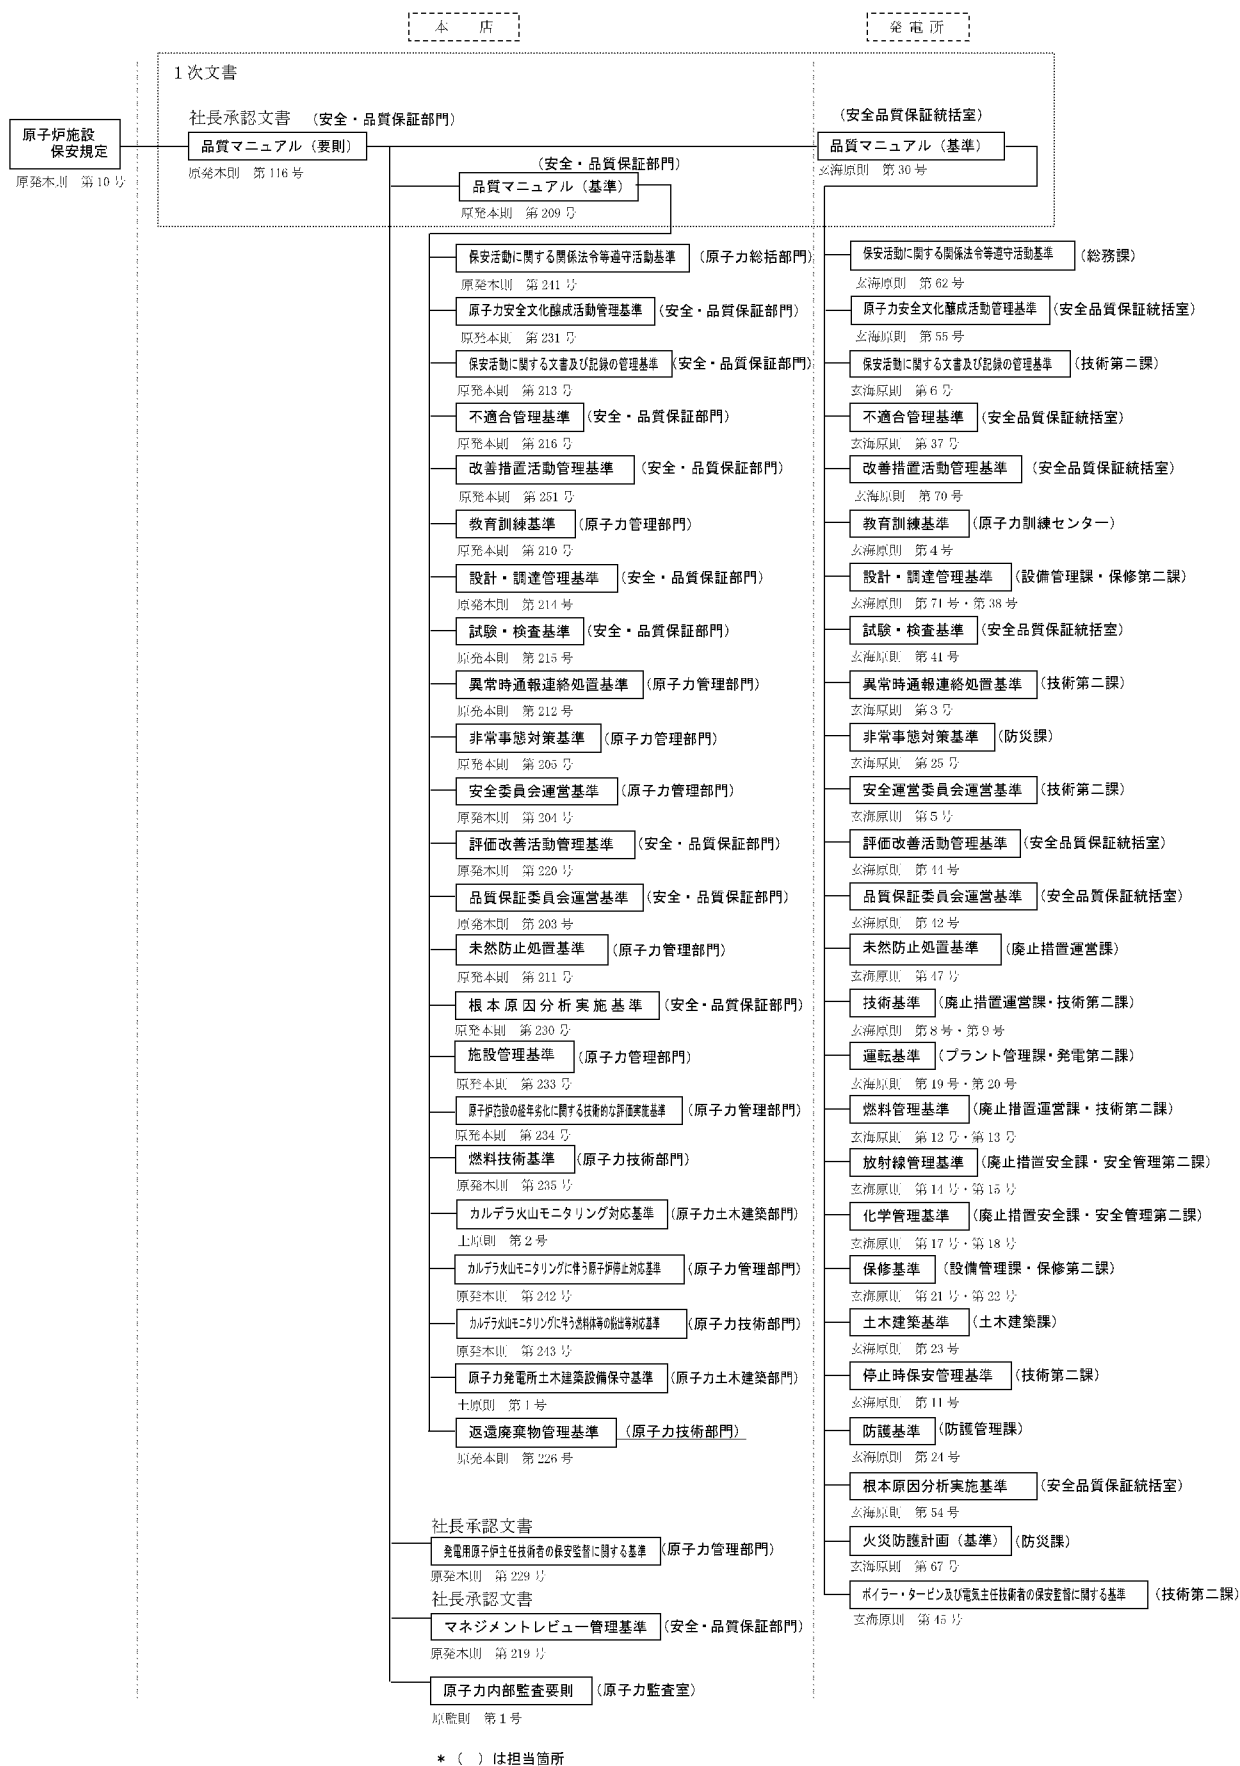 本　店
発電所
1次文書
社長承認文書　(安全・品質保証部門)
(安全品質保証統括室)
原子炉施設
保安規定
原発本則　第10号
品質マニュアル（要則）
原発本則　第116号
(安全・品質保証部門)
品質マニュアル（基準）
原発本則　第209号
品質マニュアル（基準）
玄海原則　第30号
保安活動に関する関係法令等遵守活動基準　(原子力総括部門)
原発本則　第241号
原子力安全文化醸成活動管理基準　(安全・品質保証部門)
原発本則　第231号
保安活動に関する文書及び記録の管理基準　(安全・品質保証部門)
原発本則　第213号
不適合管理基準　(安全・品質保証部門)
原発本則　第216号
改善措置活動管理基準　(安全・品質保証部門)
原発本則　第251号
教育訓練基準　(原子力管理部門)
原発本則　第210号
設計・調達管理基準　(安全・品質保証部門)
原発本則　第214号
試験・検査基準　(安全・品質保証部門)
原発本則　第215号
異常時通報連絡処置基準　(原子力管理部門)
原発本則　第212号
非常事態対策基準　(原子力管理部門)
原発本則　第205号
安全委員会運営基準　(原子力管理部門)
原発本則　第204号
評価改善活動管理基準　(安全・品質保証部門)
原発本則　第220号
品質保証委員会運営基準　(安全・品質保証部門)
原発本則　第203号
未然防止処置基準　(原子力管理部門)
原発本則　第211号
根本原因分析実施基準　(安全・品質保証部門)
原発本則　第230号
施設管理基準　(原子力管理部門)
原発本則　第233号
原子炉施設の経年劣化に関する技術的な評価実施基準　(原子力管理部門)
原発本則　第234号
燃料技術基準　(原子力技術部門)
原発本則　第235号
カルデラ火山モニタリング対応基準　(原子力土木建築部門)
土原則　第2号
カルデラ火山モニタリングに伴う原子炉停止対応基準　(原子力管理部門)
原発本則　第242号
カルデラ火山モニタリングに伴う燃料体等の搬出等対応基準　(原子力技術部門)
原発本則　第243号
原子力発電所土木建築設備保守基準　(原子力土木建築部門)
土原則　第1号
返還廃棄物管理基準　(原子力技術部門)
原発本則　第226号
社長承認文書
発電用原子炉主任技術者の保安監督に関する基準　(原子力管理部門)
原発本則　第229号
社長承認文書
マネジメントレビュー管理基準　(安全・品質保証部門)
原発本則　第219号
原子力内部監査要則　(原子力監査室)
原監則　第1号
保安活動に関する関係法令等遵守活動基準　(総務課)
玄海原則　第62号
原子力安全文化醸成活動管理基準　(安全品質保証統括室)
玄海原則　第55号
保安活動に関する文書及び記録の管理基準　(技術第二課)
玄海原則　第6号
不適合管理基準　(安全品質保証統括室)
玄海原則　第37号
改善措置活動管理基準　(安全品質保証統括室)
玄海原則　第70号
教育訓練基準　(原子力訓練センター)
玄海原則　第4号
設計・調達管理基準　(設備管理課・保修第二課)
玄海原則　第71号・第38号
試験・検査基準　(安全品質保証統括室)
玄海原則　第41号
異常時通報連絡処置基準　(技術第二課)
玄海原則　第3号
非常事態対策基準　(防災課)
玄海原則　第25号
安全運営委員会運営基準　(技術第二課)
玄海原則　第5号
評価改善活動管理基準　(安全品質保証統括室)
玄海原則　第44号
品質保証委員会運営基準　(安全品質保証統括室)
玄海原則　第42号
未然防止処置基準　(廃止措置運営課)
玄海原則　第47号
技術基準　(廃止措置運営課・技術第二課)
玄海原則　第8号・第9号
運転基準　(プラント管理課・発電第二課)
玄海原則　第19号・第20号
燃料管理基準　(廃止措置運営課・技術第二課)
玄海原則　第12号・第13号
放射線管理基準　(廃止措置安全課・安全管理第二課)
玄海原則　第14号・第15号
化学管理基準　(廃止措置安全課・安全管理第二課)
玄海原則　第17号・第18号
保修基準　(設備管理課・保修第二課)
玄海原則　第21号・第22号
土木建築基準　(土木建築課)
玄海原則　第23号
停止時保安管理基準　(技術第二課)
玄海原則　第11号
防護基準　(防護管理課)
玄海原則　第24号
根本原因分析実施基準　(安全品質保証統括室)
玄海原則　第54号
火災防護計画（基準）　(防災課)
玄海原則　第67号
ボイラー・タービン及び電気主任技術者の保安監督に関する基準　(技術第二課)
玄海原則　第45号
＊（　）は担当箇所